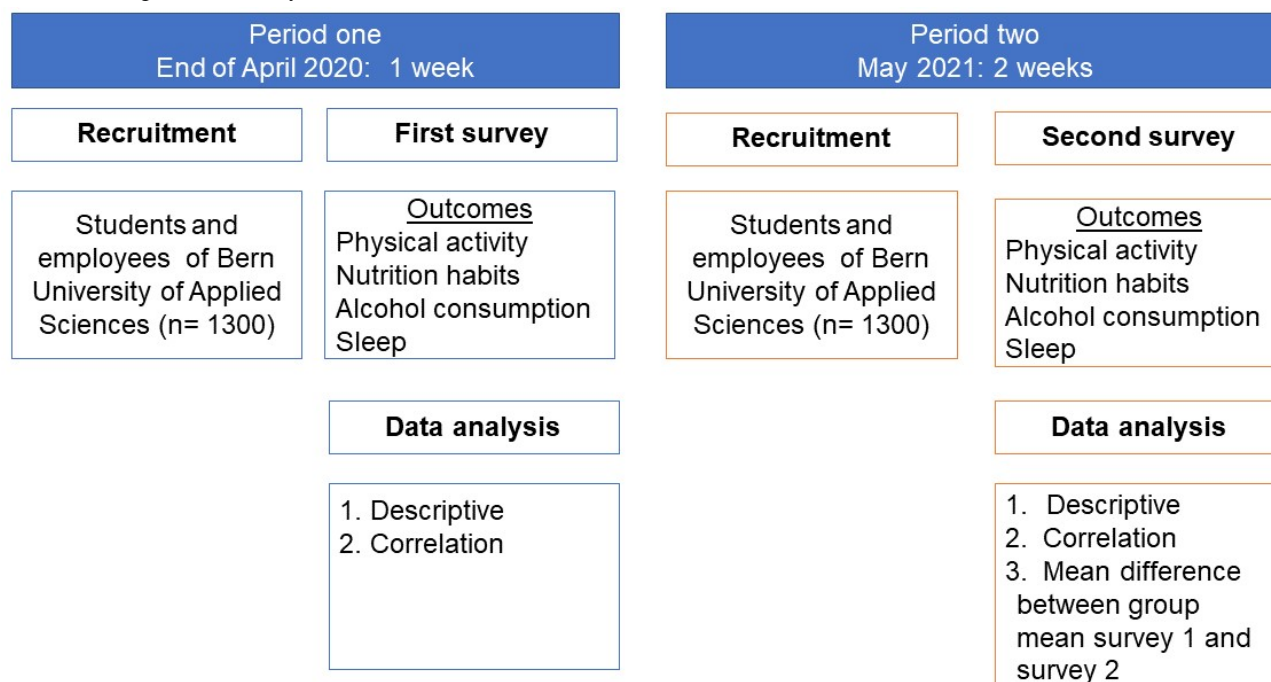 Period one
End of April 2020: 1 week
Recruitment
First survey
Students and
employees of Bern
University of Applied
Sciences (n= 1300)
Outcomes
Physical activity
Nutrition habits
Alcohol consumption
Sleep
Data analysis
1. Descriptive
2. Correlation
Period two
May 2021: 2 weeks
Recruitment
Second survey
Students and
employees of Bern
University of Applied
Sciences (n= 1300)
Outcomes
Physical activity
Nutrition habits
Alcohol consumption
Sleep
Data analysis
1. Descriptive
2. Correlation
3. Mean difference
between group
mean survey 1 and
survey 2